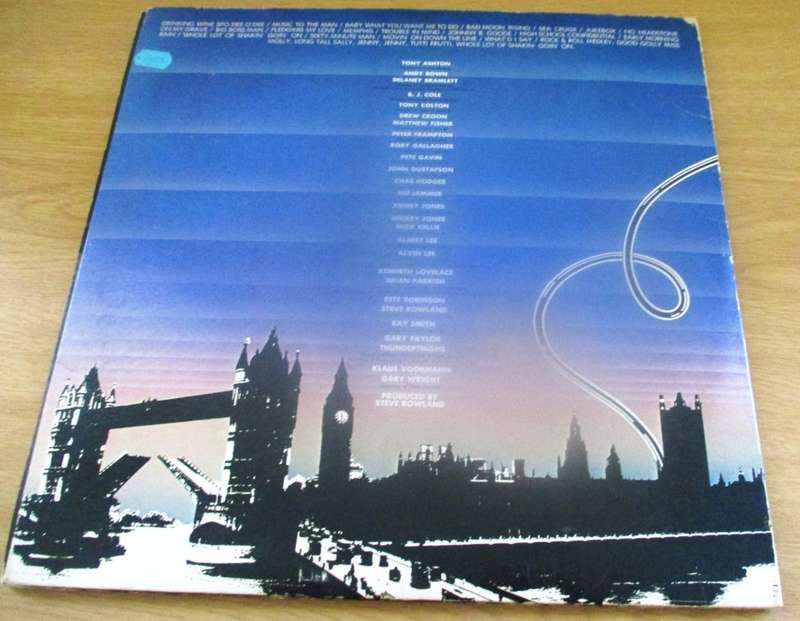 DRINKING WINE SPO-DEE O'DEE / MUSIC TO THE MAN / BABY WHAT YOU WANT ME TO DO / BAD MOON RISING / SEA CRUISE / JUKEBOX / NO HEADSTONE
ON MY GRAVE / BIG BOSS MAN / PLEDGING MY LOVE / MEMPHIS / TROUBLE IN MIND / JOHNNY B. GOODE / HIGH SCHOOL CONFIDENTIAL / EARLY MORNING
RAIN / WHOLE LOT OF SHAKIN' GOIN' ON / SIXTY-MINUTE MAN / MOVIN' ON DOWN THE LINE / WHAT'D I SAY / ROCK & ROLL MEDLEY: GOOD GOLLY MISS
MOLLY, LONG TALL SALLY, JENNY, JENNY, TUTTI FRUTTI, WHOLE LOT OF SHAKIN' GOIN' ON.
TONY ASHTON
ANDY BOWN
DELANEY BRAMLETT
B. J. COLE
TONY COLTON
DREW CROON
MATTHEW FISHER
PETER FRAMPTON
RORY GALLAGHER
PETE GAVIN
JOHN GUSTAFSON
CHAS HODGES
KENNY JONES
MICKEY JONES
MICK KELLIE
ALBERT LEE
ALVIN LEE
KENNETH LOVELACE
BRIAN PARRISH
PETE ROBINSON
STEVE ROWLAND
RAY SMITH
GARY TAYLOR
THUNDERTHIGHS
KLAUS VOORMANN
GARY WRIGHT
PRODUCED BY
STEVE ROWLAND